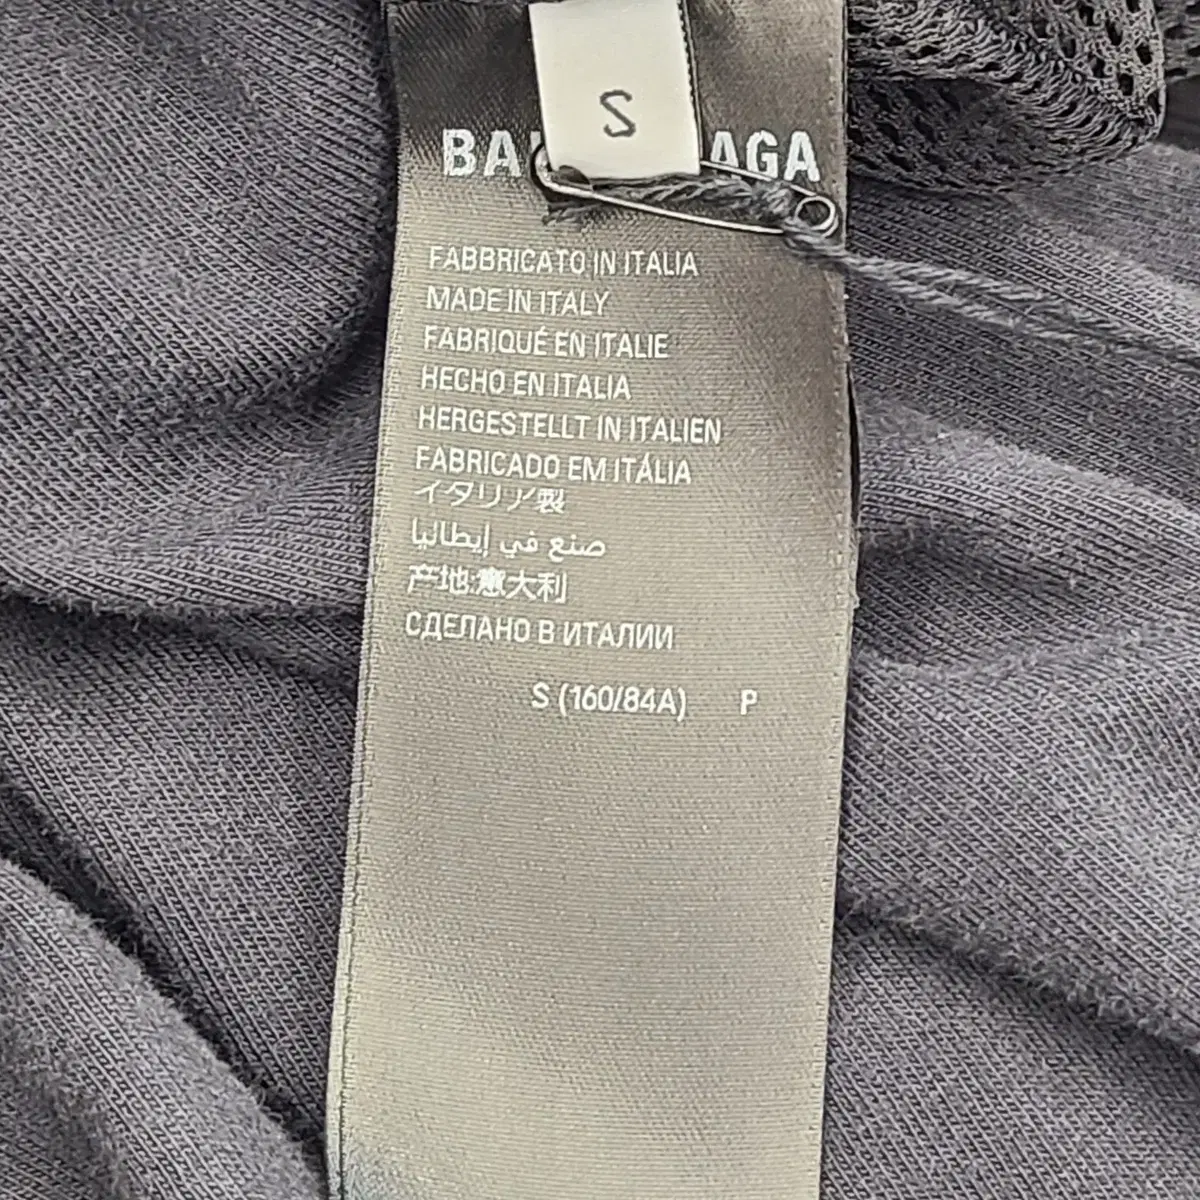 S
BA AGA
FABBRICATO IN ITALIA
MADE IN ITALY
FABRIQUÉ EN ITALIE
HECHO EN ITALIA
HERGESTELLT IN ITALIEN
FABRICADO EM ITÁLIA
イタリア製
صنع في إيطاليا
产地:意大利
СДЕЛАНО В ИТАЛИИ
S (160/84A) P